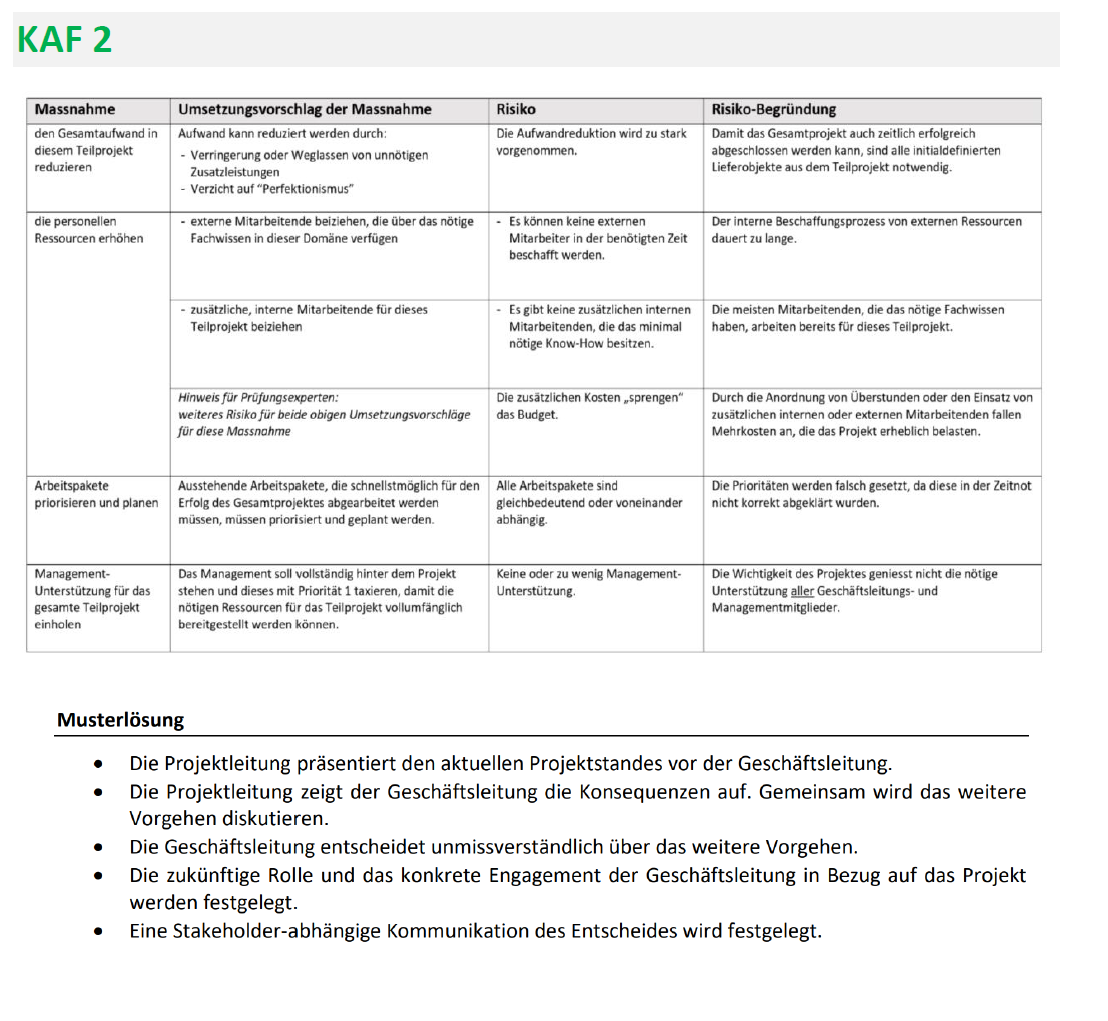 KAF 2
Massnahme
Umsetzungsvorschlag der Massnahme
Risiko
Risiko-Begründung
den Gesamtaufwand in
diesem Teilprojekt
reduzieren
Aufwand kann reduziert werden durch:
- Verringerung oder Weglassen von unnötigen
Zusatzleistungen
- Verzicht auf "Perfektionismus"
Die Aufwandreduktion wird zu stark
vorgenommen.
Damit das Gesamtprojekt auch zeitlich erfolgreich
abgeschlossen werden kann, sind alle initialdefinierten
Lieferobjekte aus dem Teilprojekt notwendig.
die personellen
Ressourcen erhöhen
- externe Mitarbeitende beiziehen, die über das nötige
Fachwissen in dieser Domäne verfügen
- Es können keine externen
Mitarbeiter in der benötigten Zeit
beschafft werden.
Der interne Beschaffungsprozess von externen Ressourcen
dauert zu lange.
- zusätzliche, interne Mitarbeitende für dieses
Teilprojekt beiziehen
- Es gibt keine zusätzlichen internen
Mitarbeitenden, die das minimal
nötige Know-How besitzen.
Die meisten Mitarbeitenden, die das nötige Fachwissen
haben, arbeiten bereits für dieses Teilprojekt.
Hinweis für Prüfungsexperten:
weiteres Risiko für beide obigen Umsetzungsvorschläge
für diese Massnahme
Die zusätzlichen Kosten „sprengen“
das Budget.
Durch die Anordnung von Überstunden oder den Einsatz von
zusätzlichen internen oder externen Mitarbeitenden fallen
Mehrkosten an, die das Projekt erheblich belasten.
Arbeitspakete
priorisieren und planen
Ausstehende Arbeitspakete, die schnellstmöglich für den
Erfolg des Gesamtprojektes abgearbeitet werden
müssen, müssen priorisiert und geplant werden.
Alle Arbeitspakete sind
gleichbedeutend oder voneinander
abhängig.
Die Prioritäten werden falsch gesetzt, da diese in der Zeitnot
nicht korrekt abgeklärt wurden.
Management-
Unterstützung für das
gesamte Teilprojekt
einholen
Das Management soll vollständig hinter dem Projekt
stehen und dieses mit Priorität 1 taxieren, damit die
nötigen Ressourcen für das Teilprojekt vollumfänglich
bereitgestellt werden können.
Keine oder zu wenig Management-
Unterstützung.
Die Wichtigkeit des Projektes geniesst nicht die nötige
Unterstützung aller Geschäftsleitungs- und
Managementmitglieder.
Musterlösung
• Die Projektleitung präsentiert den aktuellen Projektstandes vor der Geschäftsleitung.
• Die Projektleitung zeigt der Geschäftsleitung die Konsequenzen auf. Gemeinsam wird das weitere
Vorgehen diskutieren.
• Die Geschäftsleitung entscheidet unmissverständlich über das weitere Vorgehen.
• Die zukünftige Rolle und das konkrete Engagement der Geschäftsleitung in Bezug auf das Projekt
werden festgelegt.
• Eine Stakeholder-abhängige Kommunikation des Entscheides wird festgelegt.